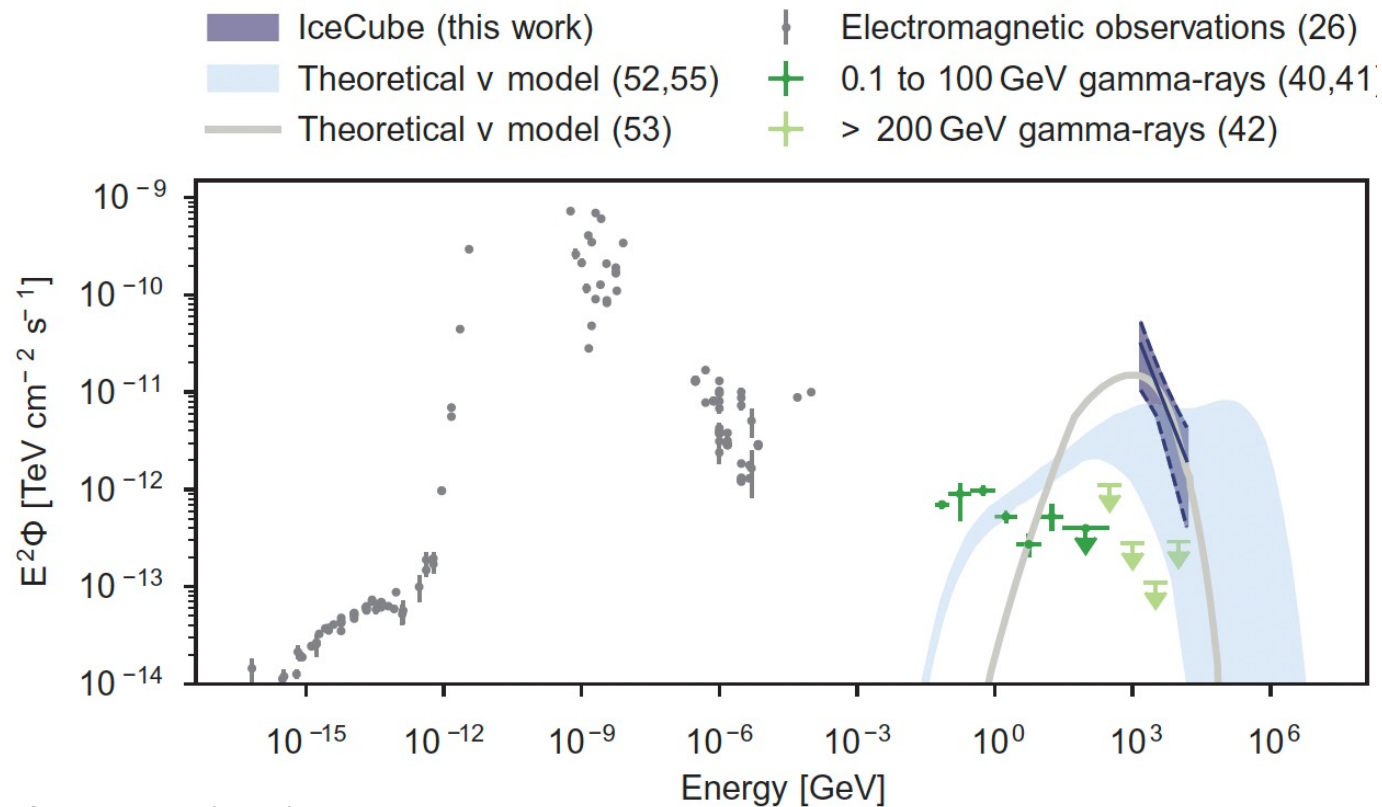 IceCube (this work)
Theoretical ν model (52,55)
Theoretical ν model (53)
Electromagnetic observations (26)
0.1 to 100 GeV gamma-rays (40,41)
> 200 GeV gamma-rays (42)
E²Φ [TeV cm⁻² s⁻¹]
10⁻⁹
10⁻¹⁰
10⁻¹¹
10⁻¹²
10⁻¹³
10⁻¹⁴
10⁻¹⁵ 10⁻¹² 10⁻⁹ 10⁻⁶ 10⁻³ 10⁰ 10³ 10⁶
Energy [GeV]